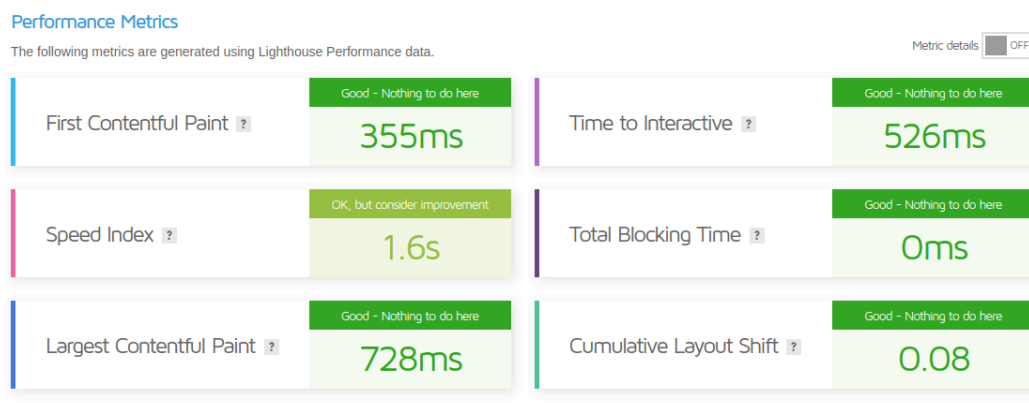 Performance Metrics
The following metrics are generated using Lighthouse Performance data.
Metric details OFF
First Contentful Paint ?
Good - Nothing to do here
355ms
Time to Interactive ?
Good - Nothing to do here
526ms
Speed Index ?
OK, but consider improvement
1.6s
Total Blocking Time ?
Good - Nothing to do here
0ms
Largest Contentful Paint ?
Good - Nothing to do here
728ms
Cumulative Layout Shift ?
Good - Nothing to do here
0.08